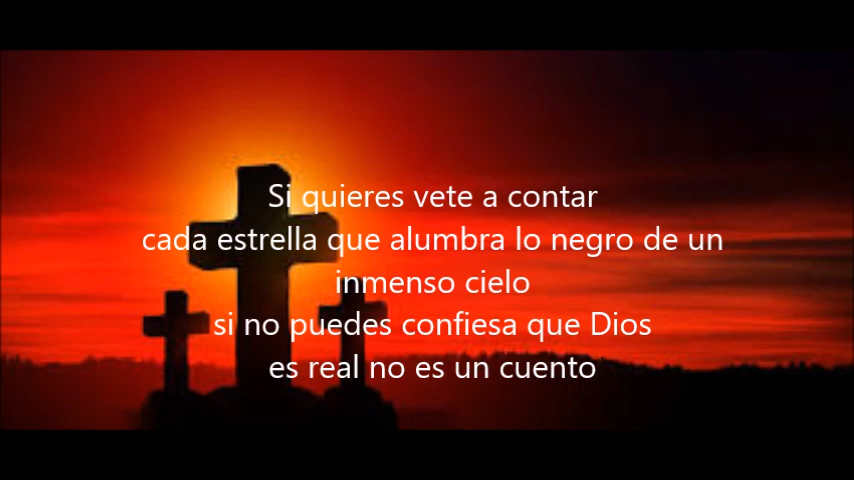 Si quieres vete a contar
cada estrella que alumbra lo negro de un
inmenso cielo
si no puedes confiesa que Dios
es real no es un cuento